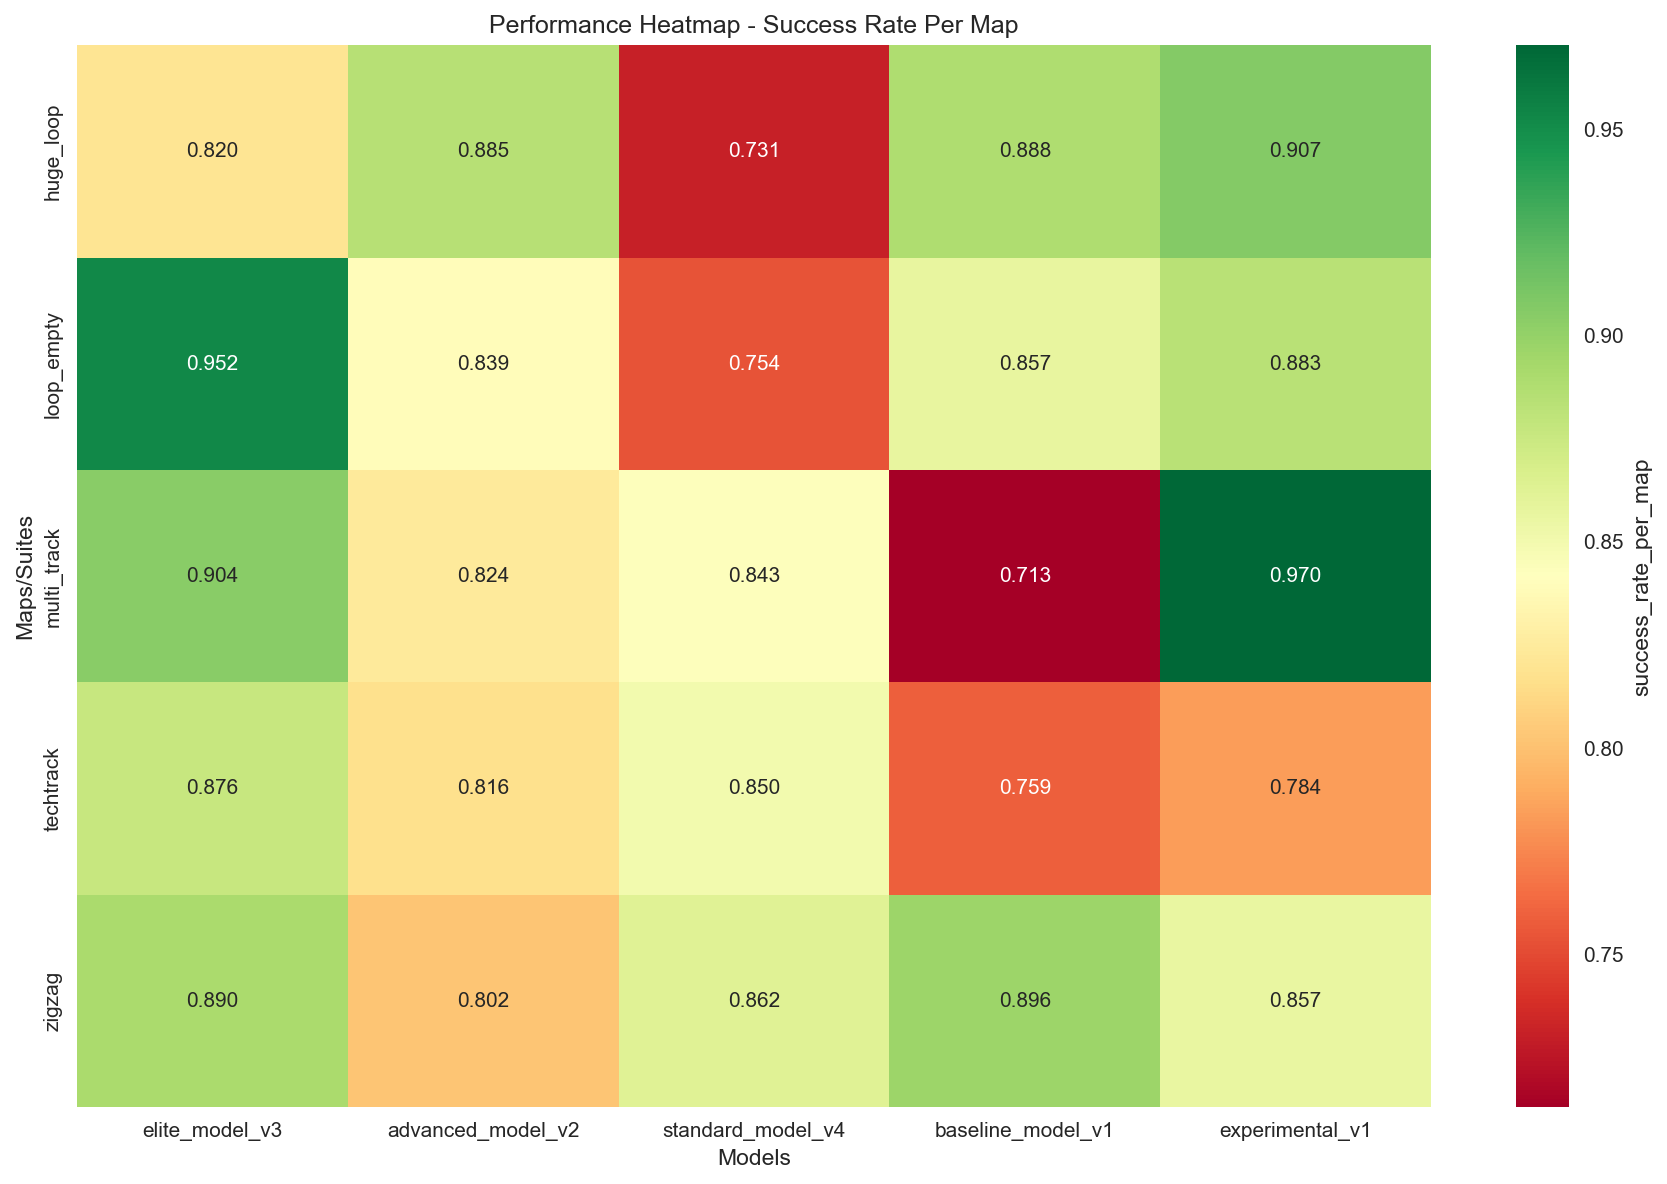 Performance Heatmap - Success Rate Per Map
Maps/Suites
huge_loop
0.820 0.885 0.731 0.888 0.907
loop_empty
0.952 0.839 0.754 0.857 0.883
multi_track
0.904 0.824 0.843 0.713 0.970
techtrack
0.876 0.816 0.850 0.759 0.784
zigzag
0.890 0.802 0.862 0.896 0.857
elite_model_v3 advanced_model_v2 standard_model_v4 baseline_model_v1 experimental_v1
Models
0.95
0.90
0.85
0.80
0.75
success_rate_per_map